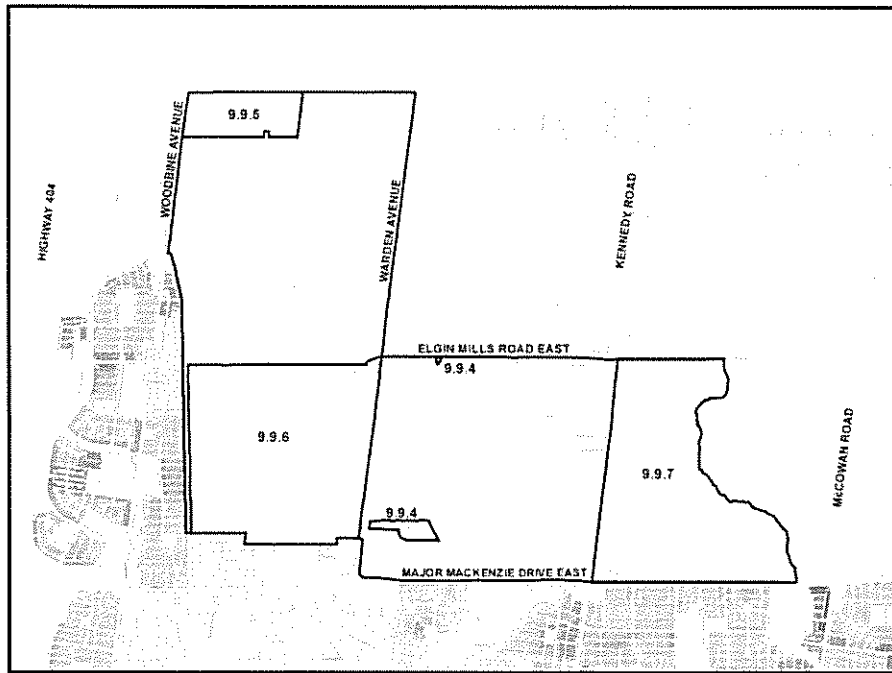 9.9.5
WOODBINE AVENUE
HIGHWAY 404
WARDEN AVENUE
KENNEDY ROAD
ELGIN MILLS ROAD EAST
9.9.4
9.9.6
9.9.7
McCOWAN ROAD
9.9.4
MAJOR MACKENZIE DRIVE EAST